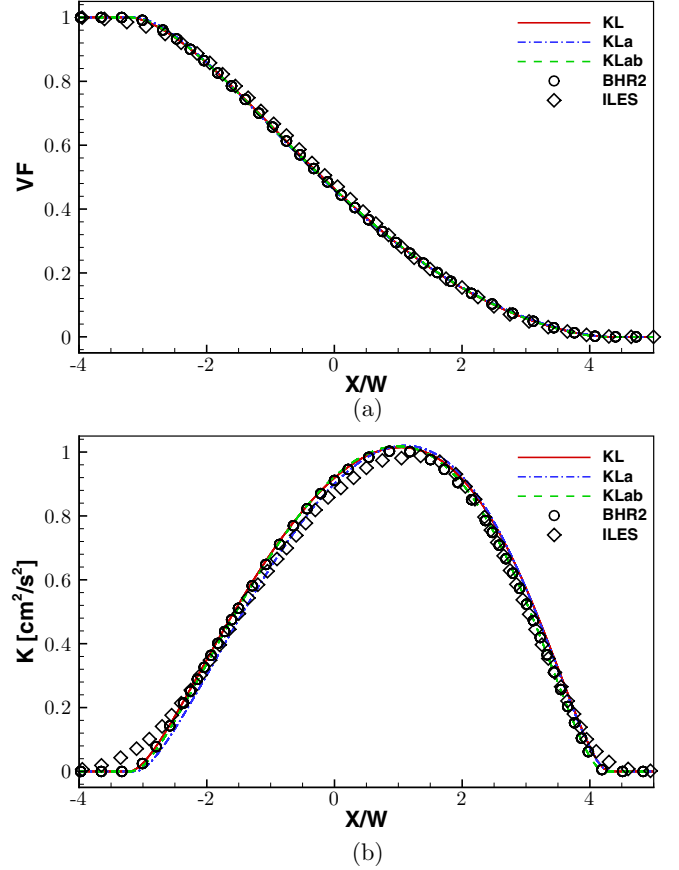 1
0.8
0.6
0.4
0.2
0
VF
-4
-2
0
2
4
X/W
KL
KLa
KLab
BHR2
ILES
(a)
1
0.8
0.6
0.4
0.2
0
K [cm²/s²]
-4
-2
0
2
4
X/W
KL
KLa
KLab
BHR2
ILES
(b)